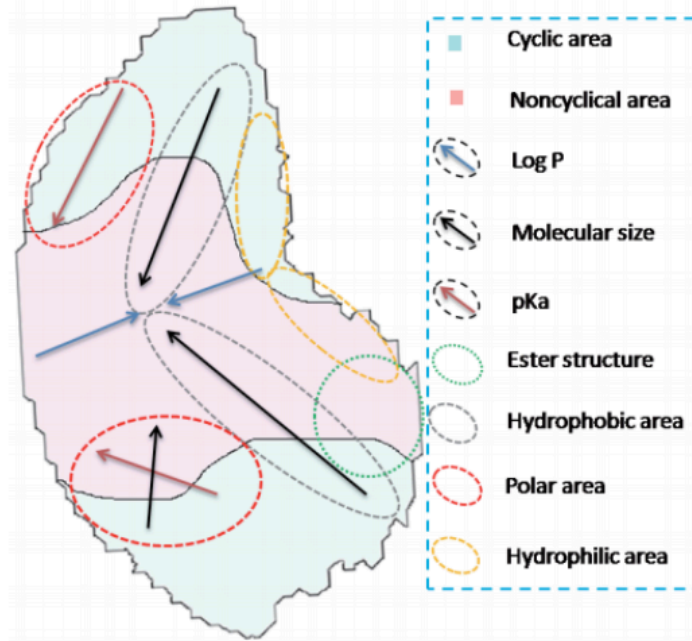 Cyclic area
Noncyclical area
Log P
Molecular size
pKa
Ester structure
Hydrophobic area
Polar area
Hydrophilic area